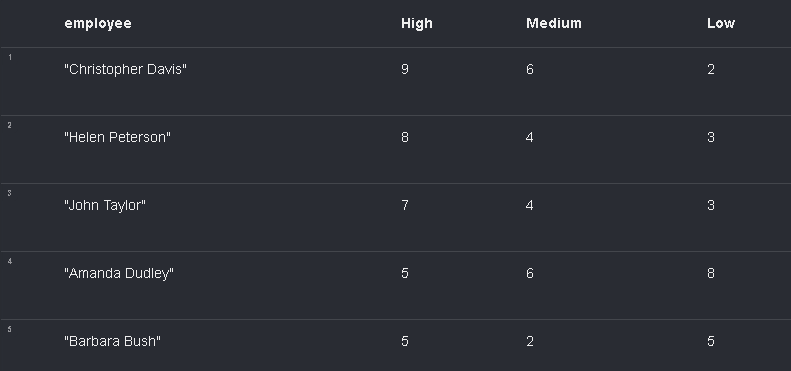 employee High Medium Low
1 "Christopher Davis" 9 6 2
2 "Helen Peterson" 8 4 3
3 "John Taylor" 7 4 3
4 "Amanda Dudley" 5 6 8
5 "Barbara Bush" 5 2 5